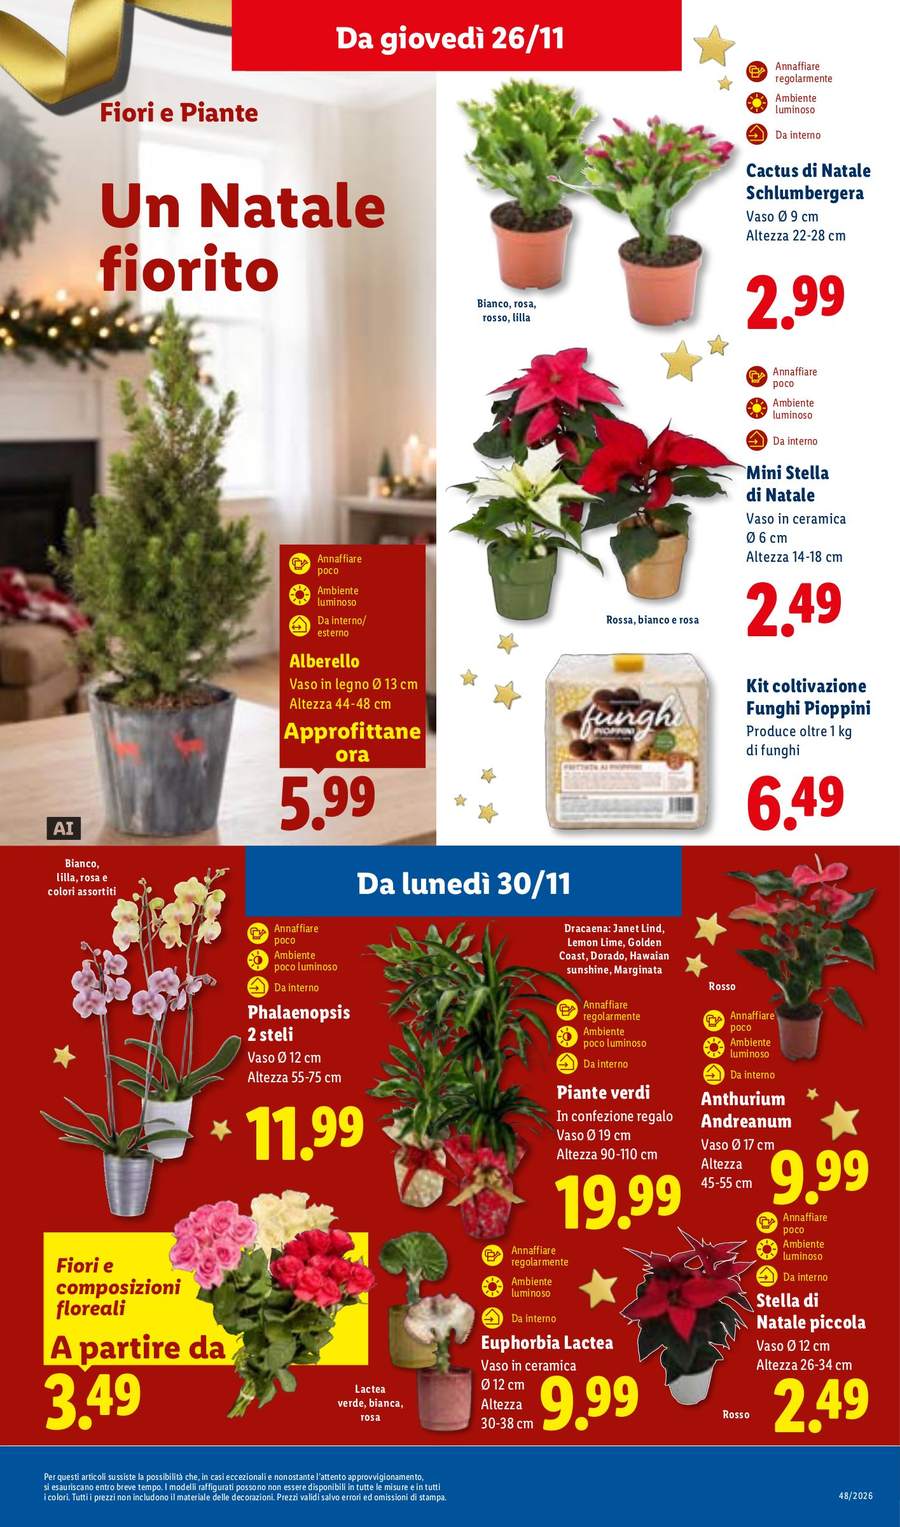 Da giovedì 26/11
Fiori e Piante
Un Natale
fiorito
Annaffiare
poco
Ambiente
luminoso
Da interno/
esterno
Alberello
Vaso in legno Ø 13 cm
Altezza 44-48 cm
Approfittane
ora
5.99
AI
Annaffiare
regolarmente
Ambiente
luminoso
Da interno
Cactus di Natale
Schlumbergera
Vaso Ø 9 cm
Altezza 22-28 cm
2.99
Bianco, rosa,
rosso, lilla
Annaffiare
poco
Ambiente
luminoso
Da interno
Mini Stella
di Natale
Vaso in ceramica
Ø 6 cm
Altezza 14-18 cm
2.49
Rossa, bianco e rosa
funghi
PIOPPINI
FRITTATA AI PIOPPINI
Kit coltivazione
Funghi Pioppini
Produce oltre 1 kg
di funghi
6.49
Da lunedì 30/11
Bianco,
lilla, rosa e
colori assortiti
Annaffiare
poco
Ambiente
poco luminoso
Da interno
Phalaenopsis
2 steli
Vaso Ø 12 cm
Altezza 55-75 cm
11.99
Dracaena: Janet Lind,
Lemon Lime, Golden
Coast, Dorado, Hawaian
sunshine, Marginata
Annaffiare
regolarmente
Ambiente
poco luminoso
Da interno
Piante verdi
In confezione regalo
Vaso Ø 19 cm
Altezza 90-110 cm
19.99
Rosso
Annaffiare
poco
Ambiente
luminoso
Da interno
Anthurium
Andreanum
Vaso Ø 17 cm
Altezza
45-55 cm
9.99
Fiori e
composizioni
floreali
A partire da
3.49
Annaffiare
regolarmente
Ambiente
luminoso
Da interno
Euphorbia Lactea
Vaso in ceramica
Ø 12 cm
Altezza
30-38 cm
9.99
Lactea
verde, bianca,
rosa
Annaffiare
poco
Ambiente
luminoso
Da interno
Stella di
Natale piccola
Vaso Ø 12 cm
Altezza 26-34 cm
2.49
Rosso
Per questi articoli sussiste la possibilità che, in casi eccezionali e nonostante l'attento approvvigionamento,
si esauriscano entro breve tempo. I modelli raffigurati possono non essere disponibili in tutte le misure e in tutti
i colori. Tutti i prezzi non includono il materiale delle decorazioni. Prezzi validi salvo errori ed omissioni di stampa.
48/2026